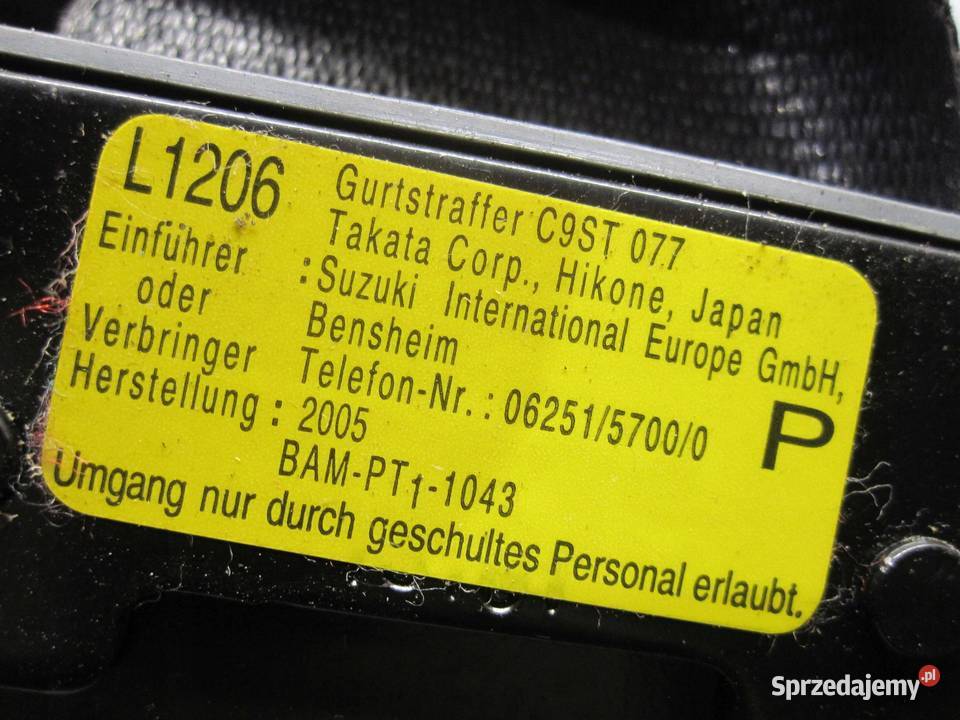 L1206
Gurtstraffer C9ST 077
Takata Corp., Hikone, Japan
Einführer
oder
Verbringer
: Suzuki International Europe GmbH,
Bensheim
Telefon-Nr. : 06251/5700/0
Herstellung : 2005
BAM-PT1-1043
P
Umgang nur durch geschultes Personal erlaubt.
Sprzedajemy.pl